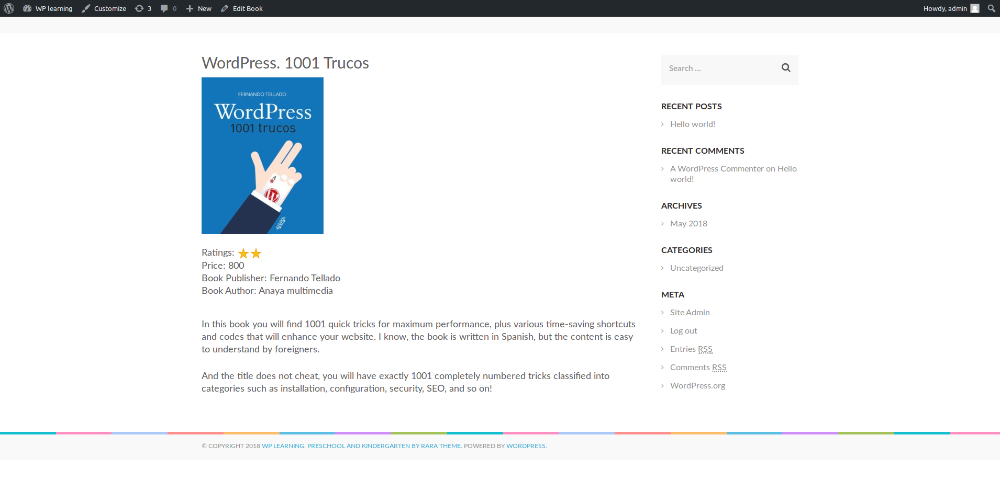 WP learning Customize 3 0 New Edit Book Howdy, admin
WordPress. 1001 Trucos
FERNANDO TELLADO
WordPress
1001 trucos
A
W
ANAYA
Ratings:
Price: 800
Book Publisher: Fernando Tellado
Book Author: Anaya multimedia
In this book you will find 1001 quick tricks for maximum performance, plus various time-saving shortcuts
and codes that will enhance your website. I know, the book is written in Spanish, but the content is easy
to understand by foreigners.
And the title does not cheat, you will have exactly 1001 completely numbered tricks classified into
categories such as installation, configuration, security, SEO, and so on!
Search ...
RECENT POSTS
Hello world!
RECENT COMMENTS
A WordPress Commenter on Hello
world!
ARCHIVES
May 2018
CATEGORIES
Uncategorized
META
Site Admin
Log out
Entries RSS
Comments RSS
WordPress.org
© COPYRIGHT 2018 WP LEARNING. PRESCHOOL AND KINDERGARTEN BY RARA THEME. POWERED BY WORDPRESS.